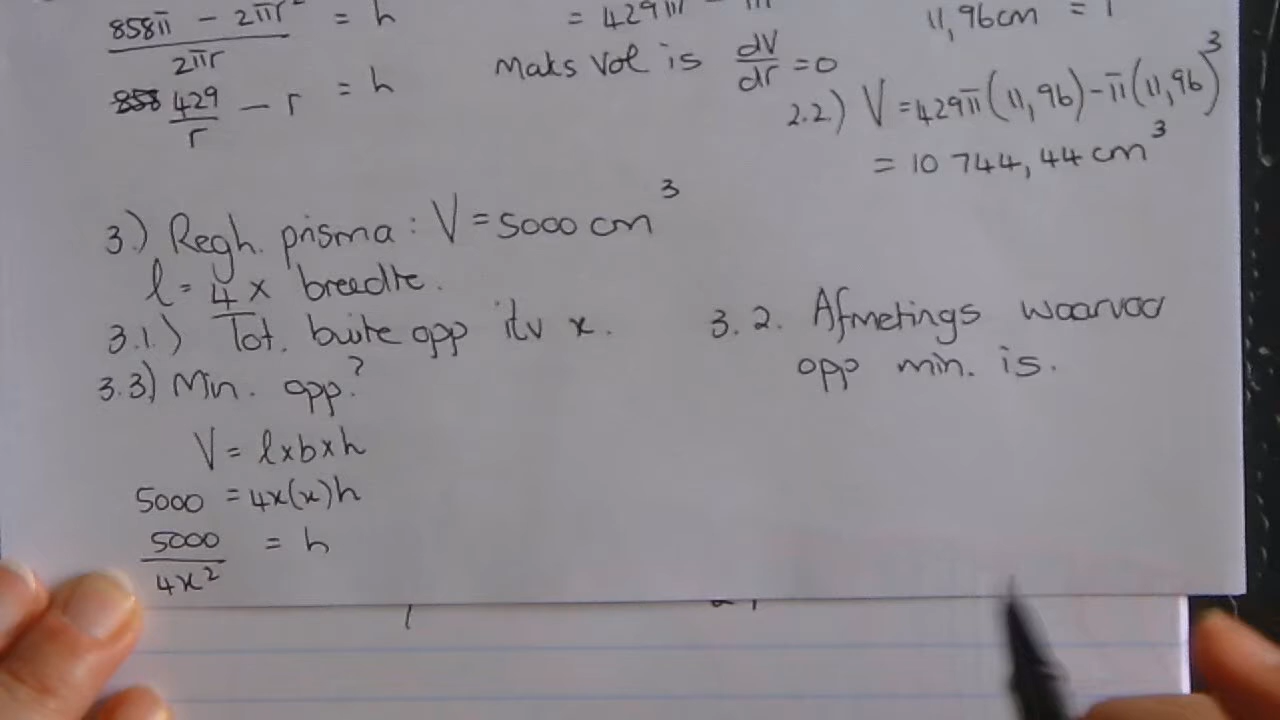 858π − 2πr² = h
2πr
429 − r = h
r
= 429πr −
Maks Vol is dV/dr = 0
11,96cm =
2.2) V = 429π(11,96) − π(11,96)³
= 10 744,44 cm³
3.) Regh. prisma : V = 5000 cm³
l = 4 x breedte.
3.1.) Tot. buite opp itv x.
3.2. Afmetings waarvoor
opp min. is.
3.3) Min. opp?
V = l x b x h
5000 = 4x(x)h
5000 = h
4x²